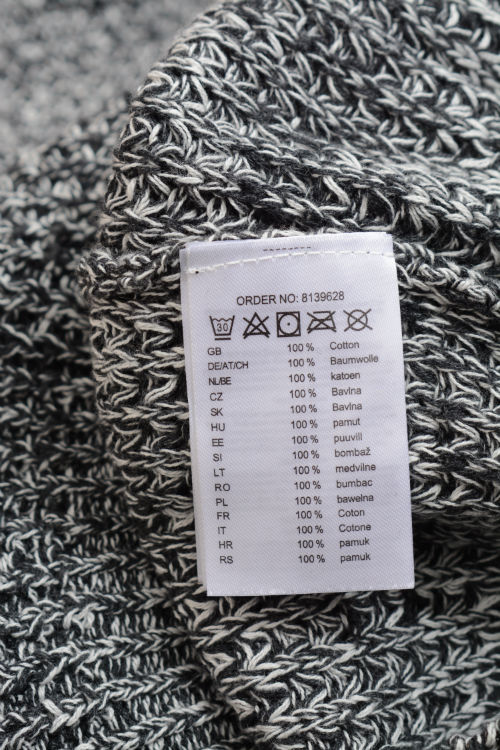 ORDER NO: 8139628
30
GB 100 % Cotton
DE/AT/CH 100 % Baumwolle
NL/BE 100 % katoen
CZ 100 % Bavlna
SK 100 % Bavlna
HU 100 % pamut
EE 100 % puuvill
SI 100 % bombaž
LT 100 % medvilne
RO 100 % bumbac
PL 100 % bawelna
FR 100 % Coton
IT 100 % Cotone
HR 100 % pamuk
RS 100 % pamuk